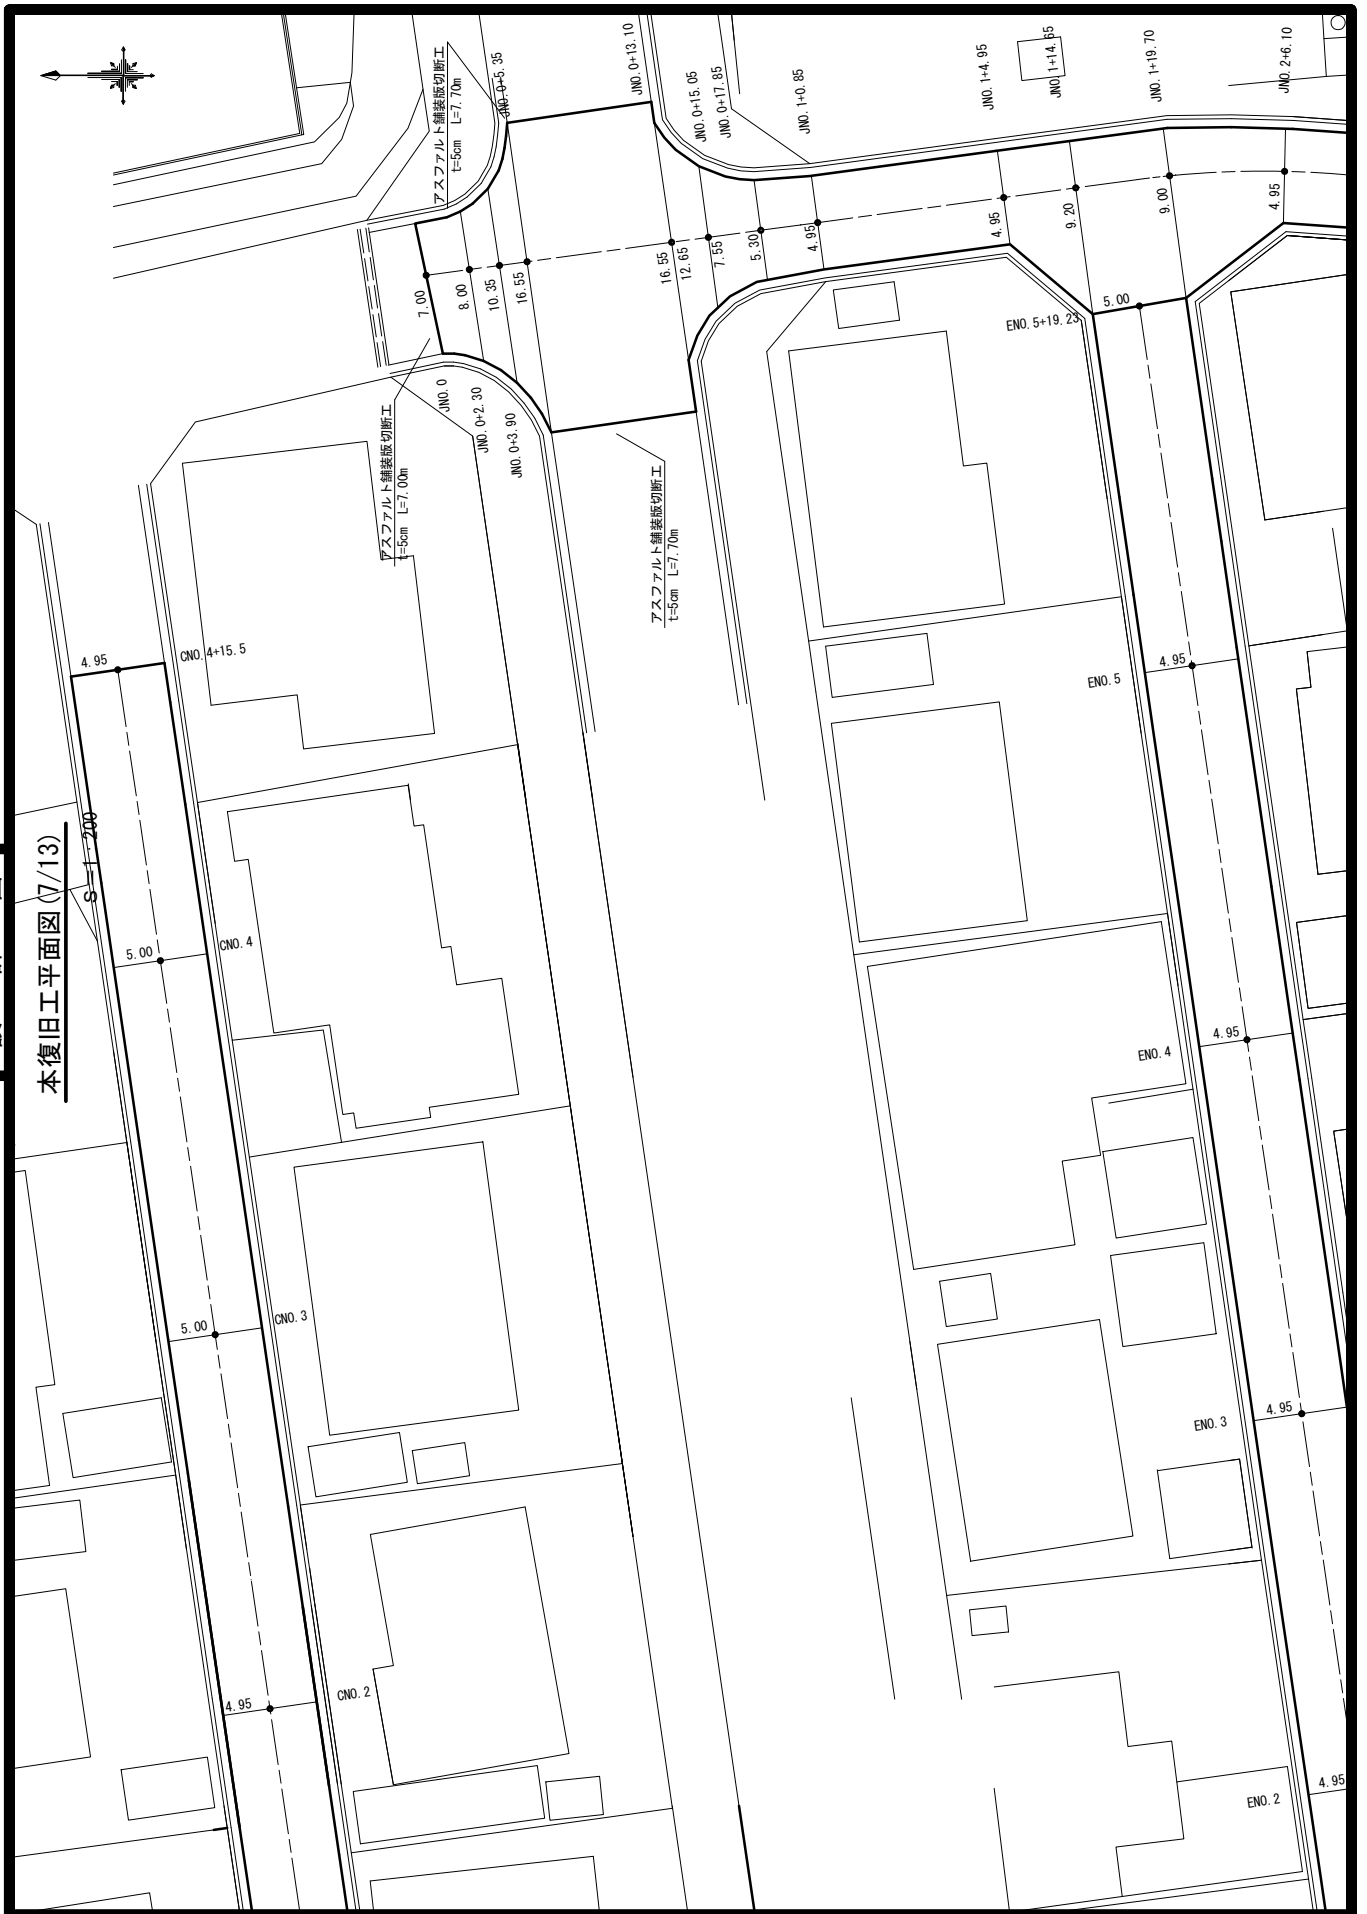 本復旧工平面図(7/13)
S=1:200
アスファルト舗装版切断工
t=5cm L=7.70m
アスファルト舗装版切断工
t=5cm L=7.00m
アスファルト舗装版切断工
t=5cm L=7.70m
JNO.0
JNO.0+2.30
JNO.0+3.90
JNO.0+5.35
JNO.0+13.10
JNO.0+15.05
JNO.0+17.85
JNO.1+0.85
JNO.1+4.95
JNO.1+14.65
JNO.1+19.70
JNO.2+6.10
7.00
8.00
10.35
16.55
16.55
12.65
7.55
5.30
4.95
4.95
9.20
9.00
4.95
5.00
ENO.5+19.23
4.95
ENO.5
4.95
ENO.4
4.95
ENO.3
4.95
ENO.2
4.95
CNO.4+15.5
5.00
CNO.4
5.00
CNO.3
4.95
CNO.2